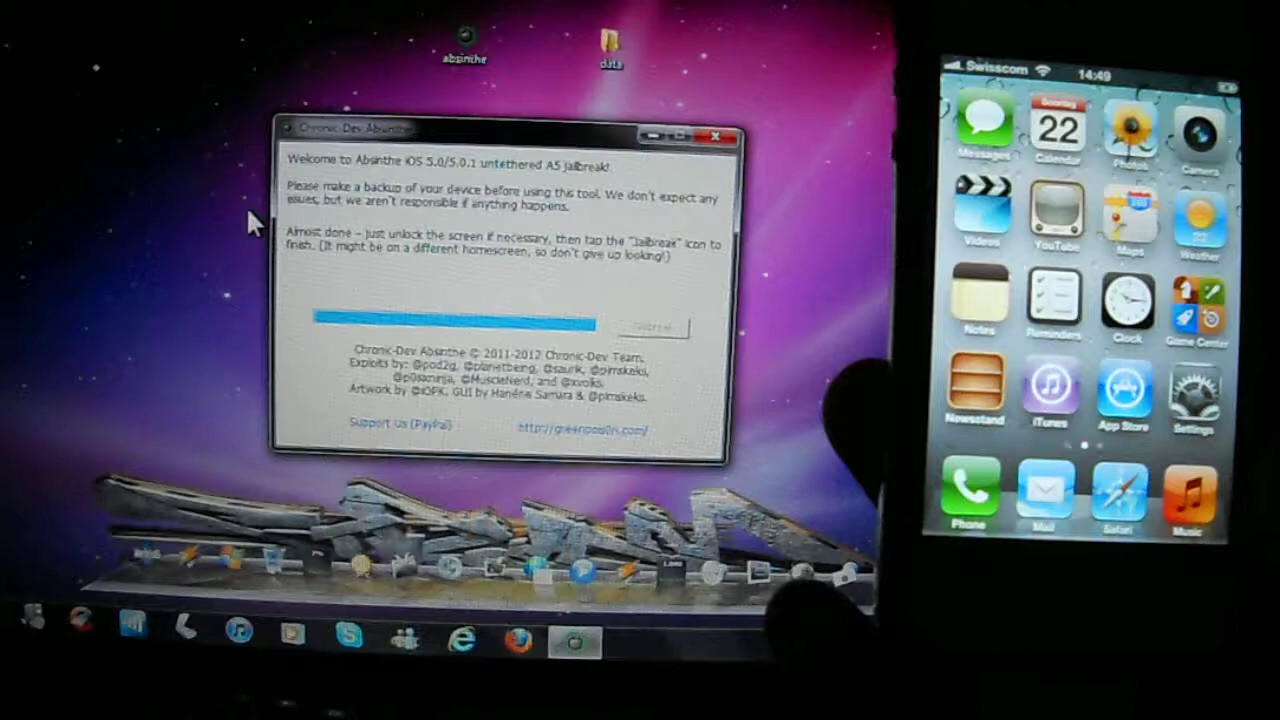 absinthe
data
Chronic-Dev Absinthe
Welcome to Absinthe iOS 5.0/5.0.1 untethered A5 jailbreak!
Please make a backup of your device before using this tool. We don't expect any
issues, but we aren't responsible if anything happens.
Almost done - just unlock the screen if necessary, then tap the "Jailbreak" icon to
finish. (It might be on a different homescreen, so don't give up looking!)
Chronic-Dev Absinthe © 2011-2012 Chronic-Dev Team.
Exploits by: @pod2g, @planetbeing, @saurik, @pimskeks,
@p0sixninja, @MuscleNerd, and @xvolks.
Artwork by @iOPK. GUI by Hanéne Samara & @pimskeks.
Support Us (PayPal)
http://greenpois0n.com/
Swisscom
14:49
Sonntag
22
Messages
Calendar
Photos
Camera
Videos
YouTube
Maps
Weather
Notes
Reminders
Clock
Game Center
Newsstand
iTunes
App Store
Settings
Phone
Mail
Safari
Music